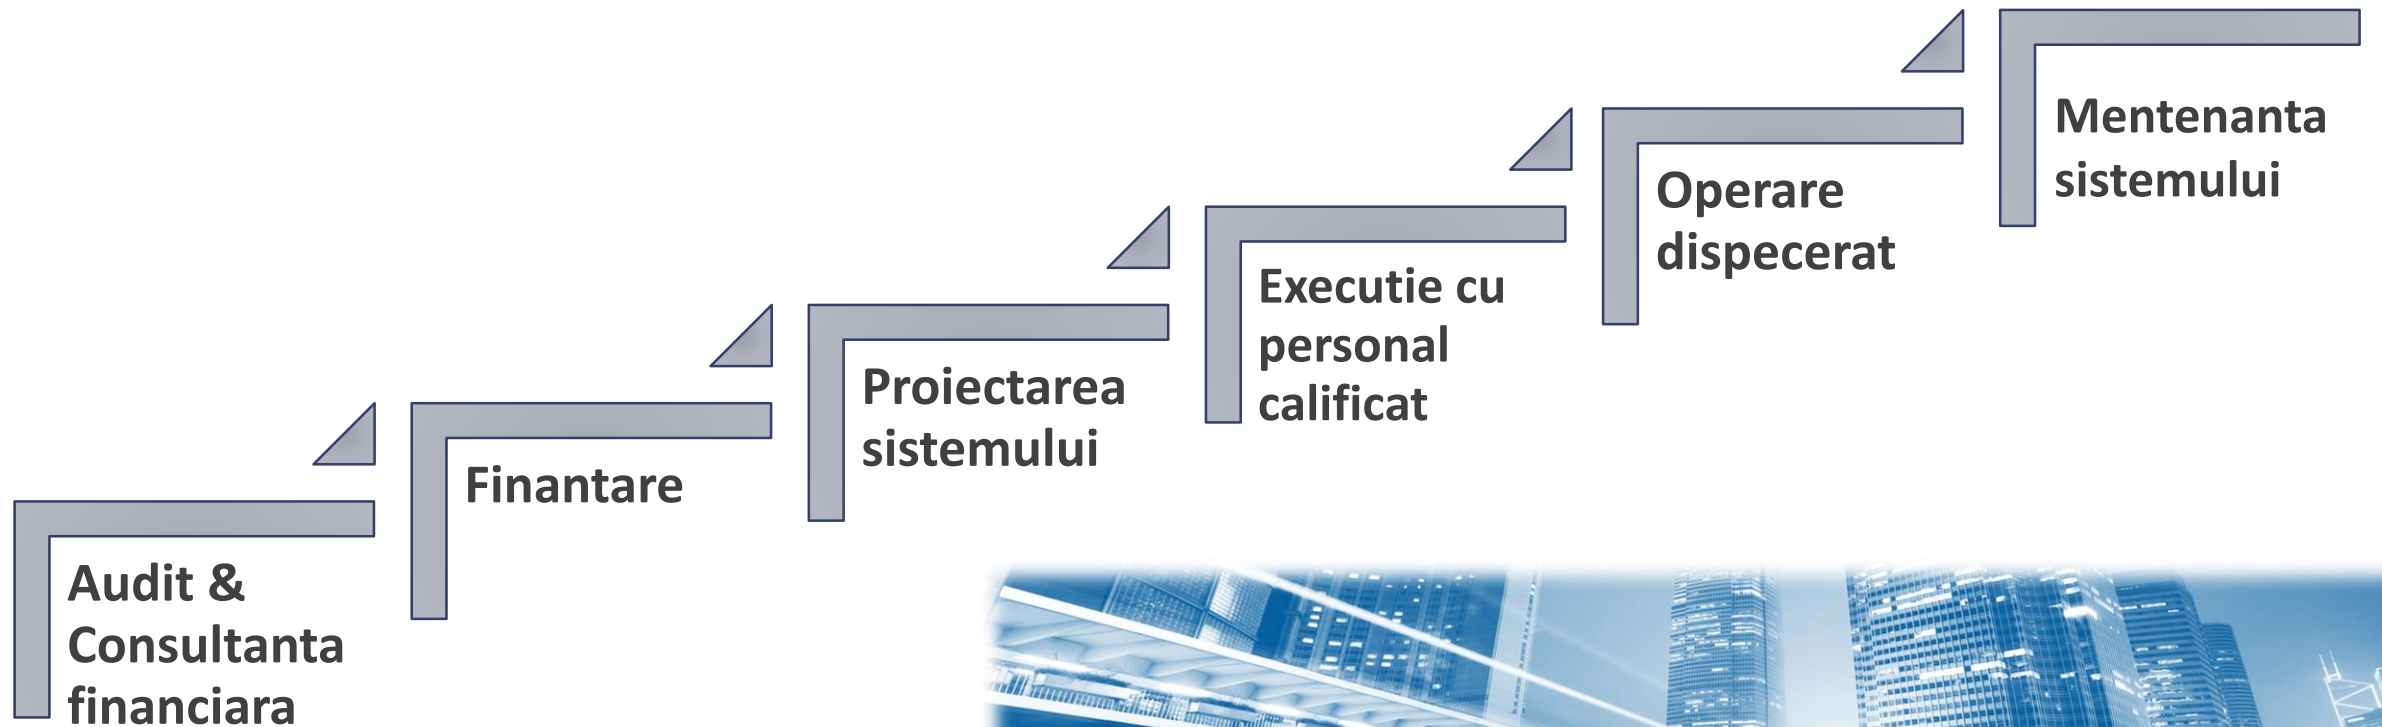 Audit &
Consultanta
financiara
Finantare
Proiectarea
sistemului
Executie cu
personal
calificat
Operare
dispecerat
Mentenanta
sistemului